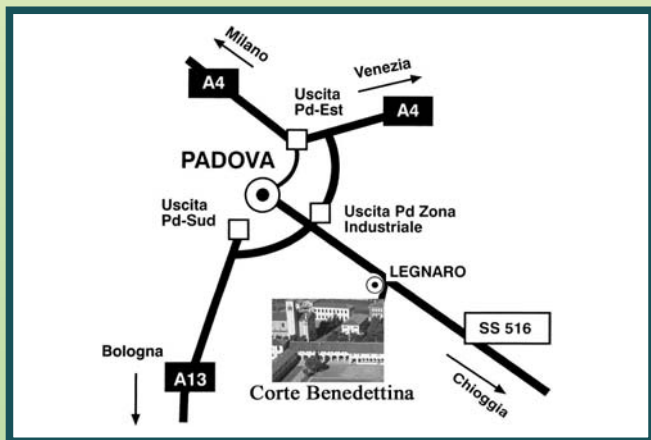 Milano
Venezia
A4
Uscita
Pd-Est
A4
PADOVA
Uscita
Pd-Sud
Uscita Pd Zona
Industriale
LEGNARO
SS 516
Bologna
A13
Chioggia
Corte Benedettina